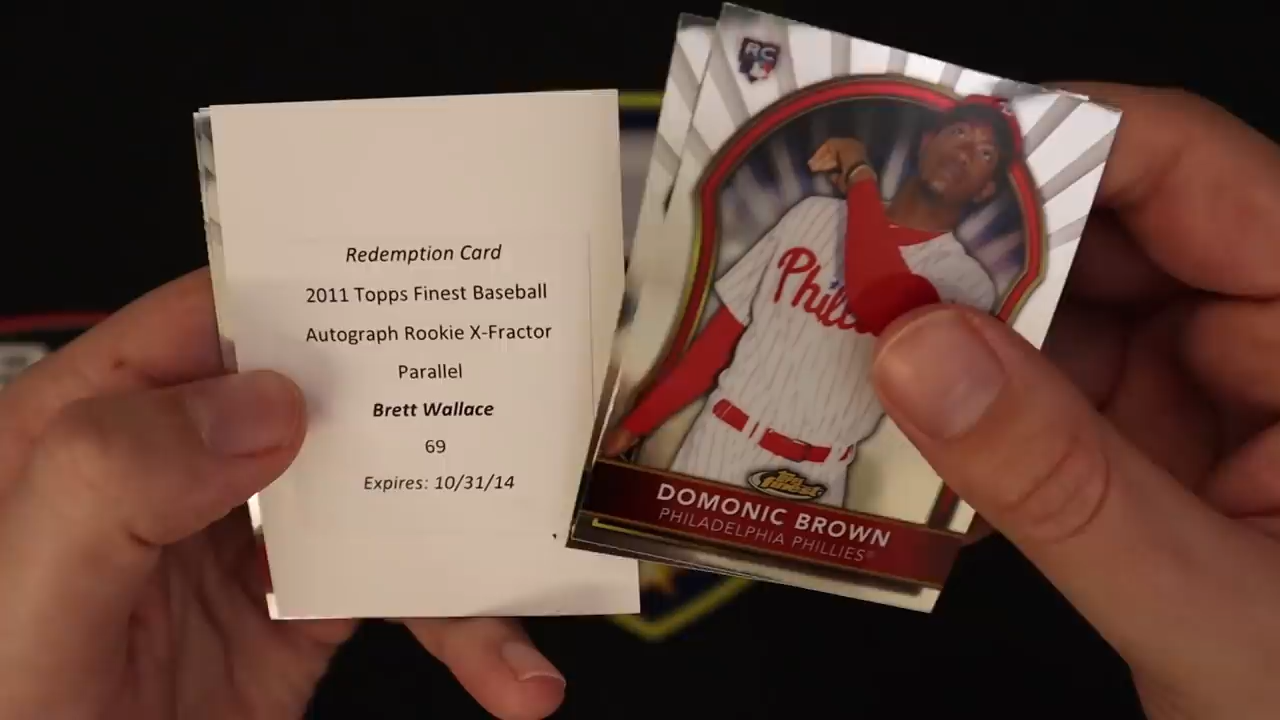 Redemption Card
2011 Topps Finest Baseball
Autograph Rookie X-Fractor
Parallel
Brett Wallace
69
Expires: 10/31/14
RC
Phill
Topps
finest
DOMONIC BROWN
PHILADELPHIA PHILLIES®